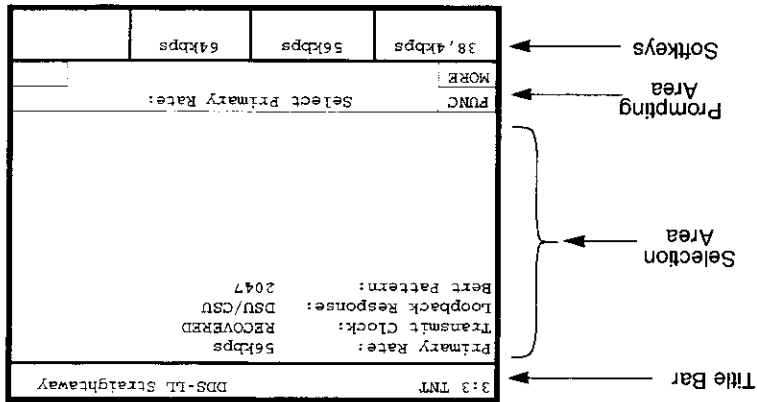 Title Bar
3:3 TNT DDS-LL Straightaway
Primary Rate: 56kbps
Transmit Clock: RECOVERED
Loopback Response: DSU/CSU
Bert Pattern: 2047
Selection
Area
Prompting
Area
FUNC Select Primary Rate:
MORE
Softkeys
38,4kbps 56kbps 64kbps